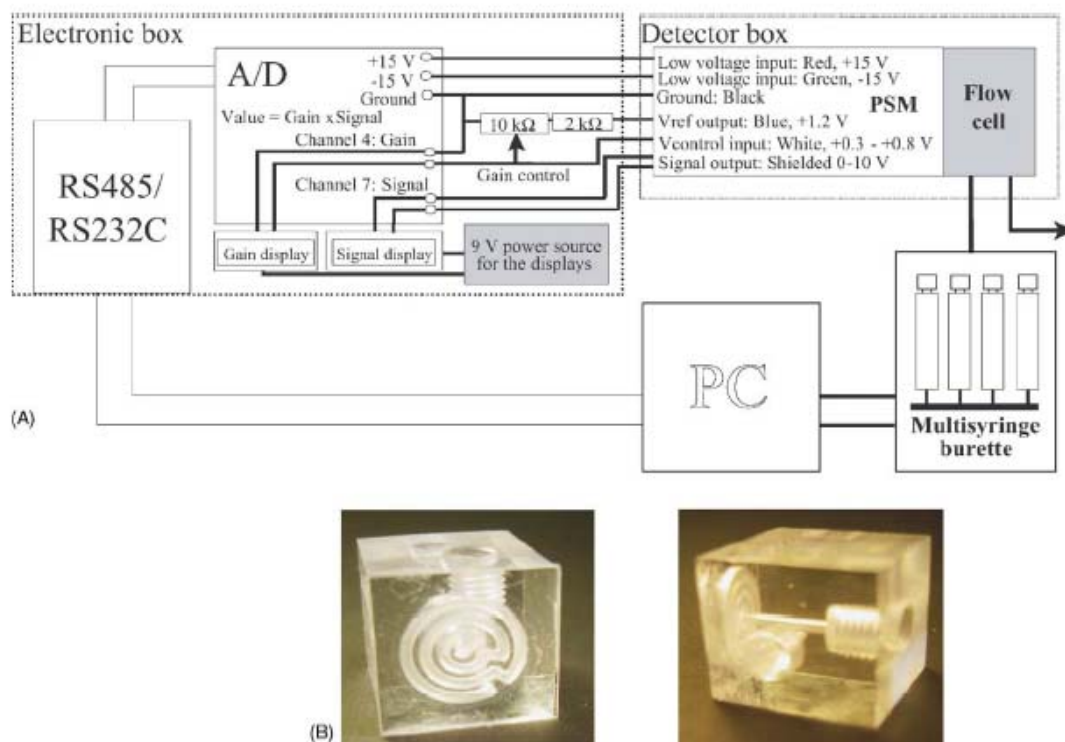 Electronic box
Detector box
A/D
+15 V
-15 V
Ground
Value = Gain xSignal
Channel 4: Gain
10 kΩ
2 kΩ
Gain control
Channel 7: Signal
Gain display
Signal display
9 V power source
for the displays
RS485/
RS232C
Low voltage input: Red, +15 V
Low voltage input: Green, -15 V
Ground: Black
PSM
Vref output: Blue, +1.2 V
Vcontrol input: White, +0.3 - +0.8 V
Signal output: Shielded 0-10 V
Flow
cell
PC
Multisyringe
burette
(A)
(B)